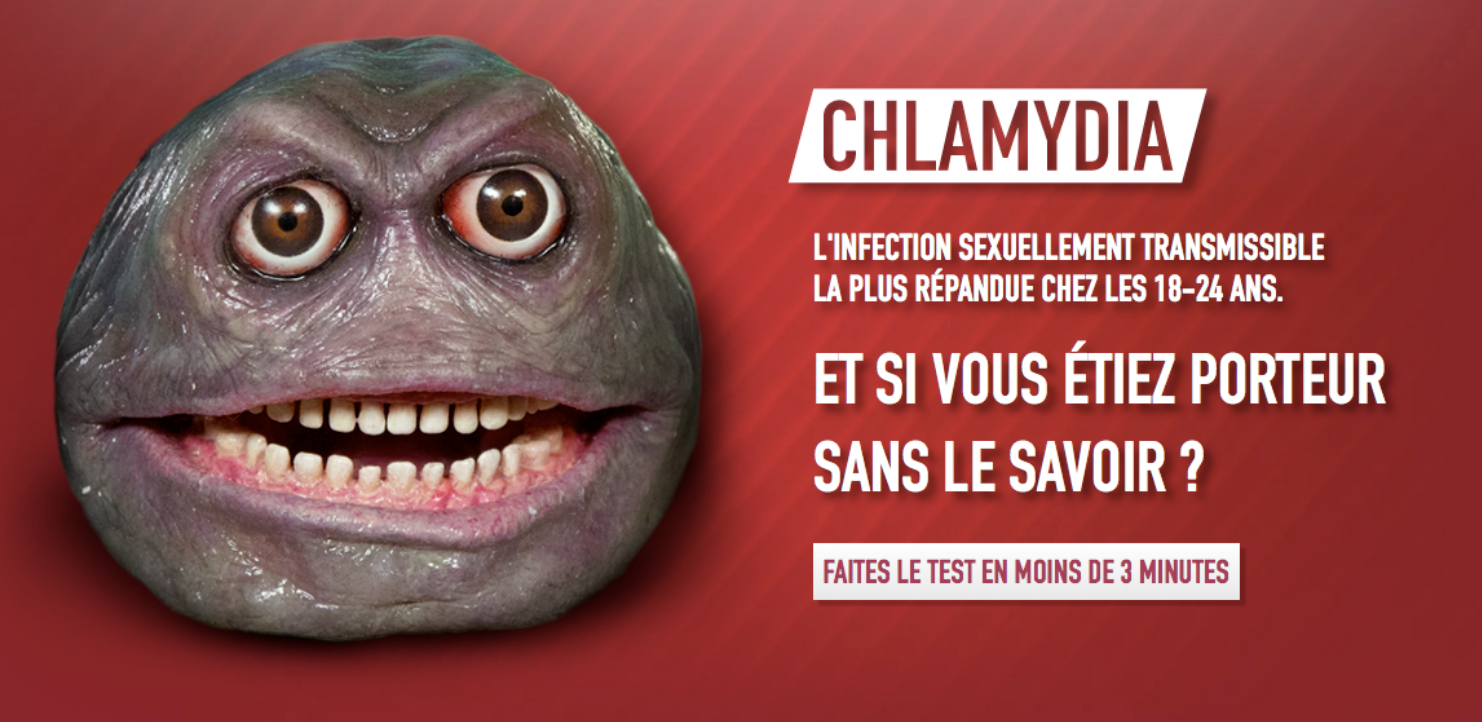 CHLAMYDIA
L'INFECTION SEXUELLEMENT TRANSMISSIBLE
LA PLUS RÉPANDUE CHEZ LES 18-24 ANS.
ET SI VOUS ÉTIEZ PORTEUR
SANS LE SAVOIR ?
FAITES LE TEST EN MOINS DE 3 MINUTES